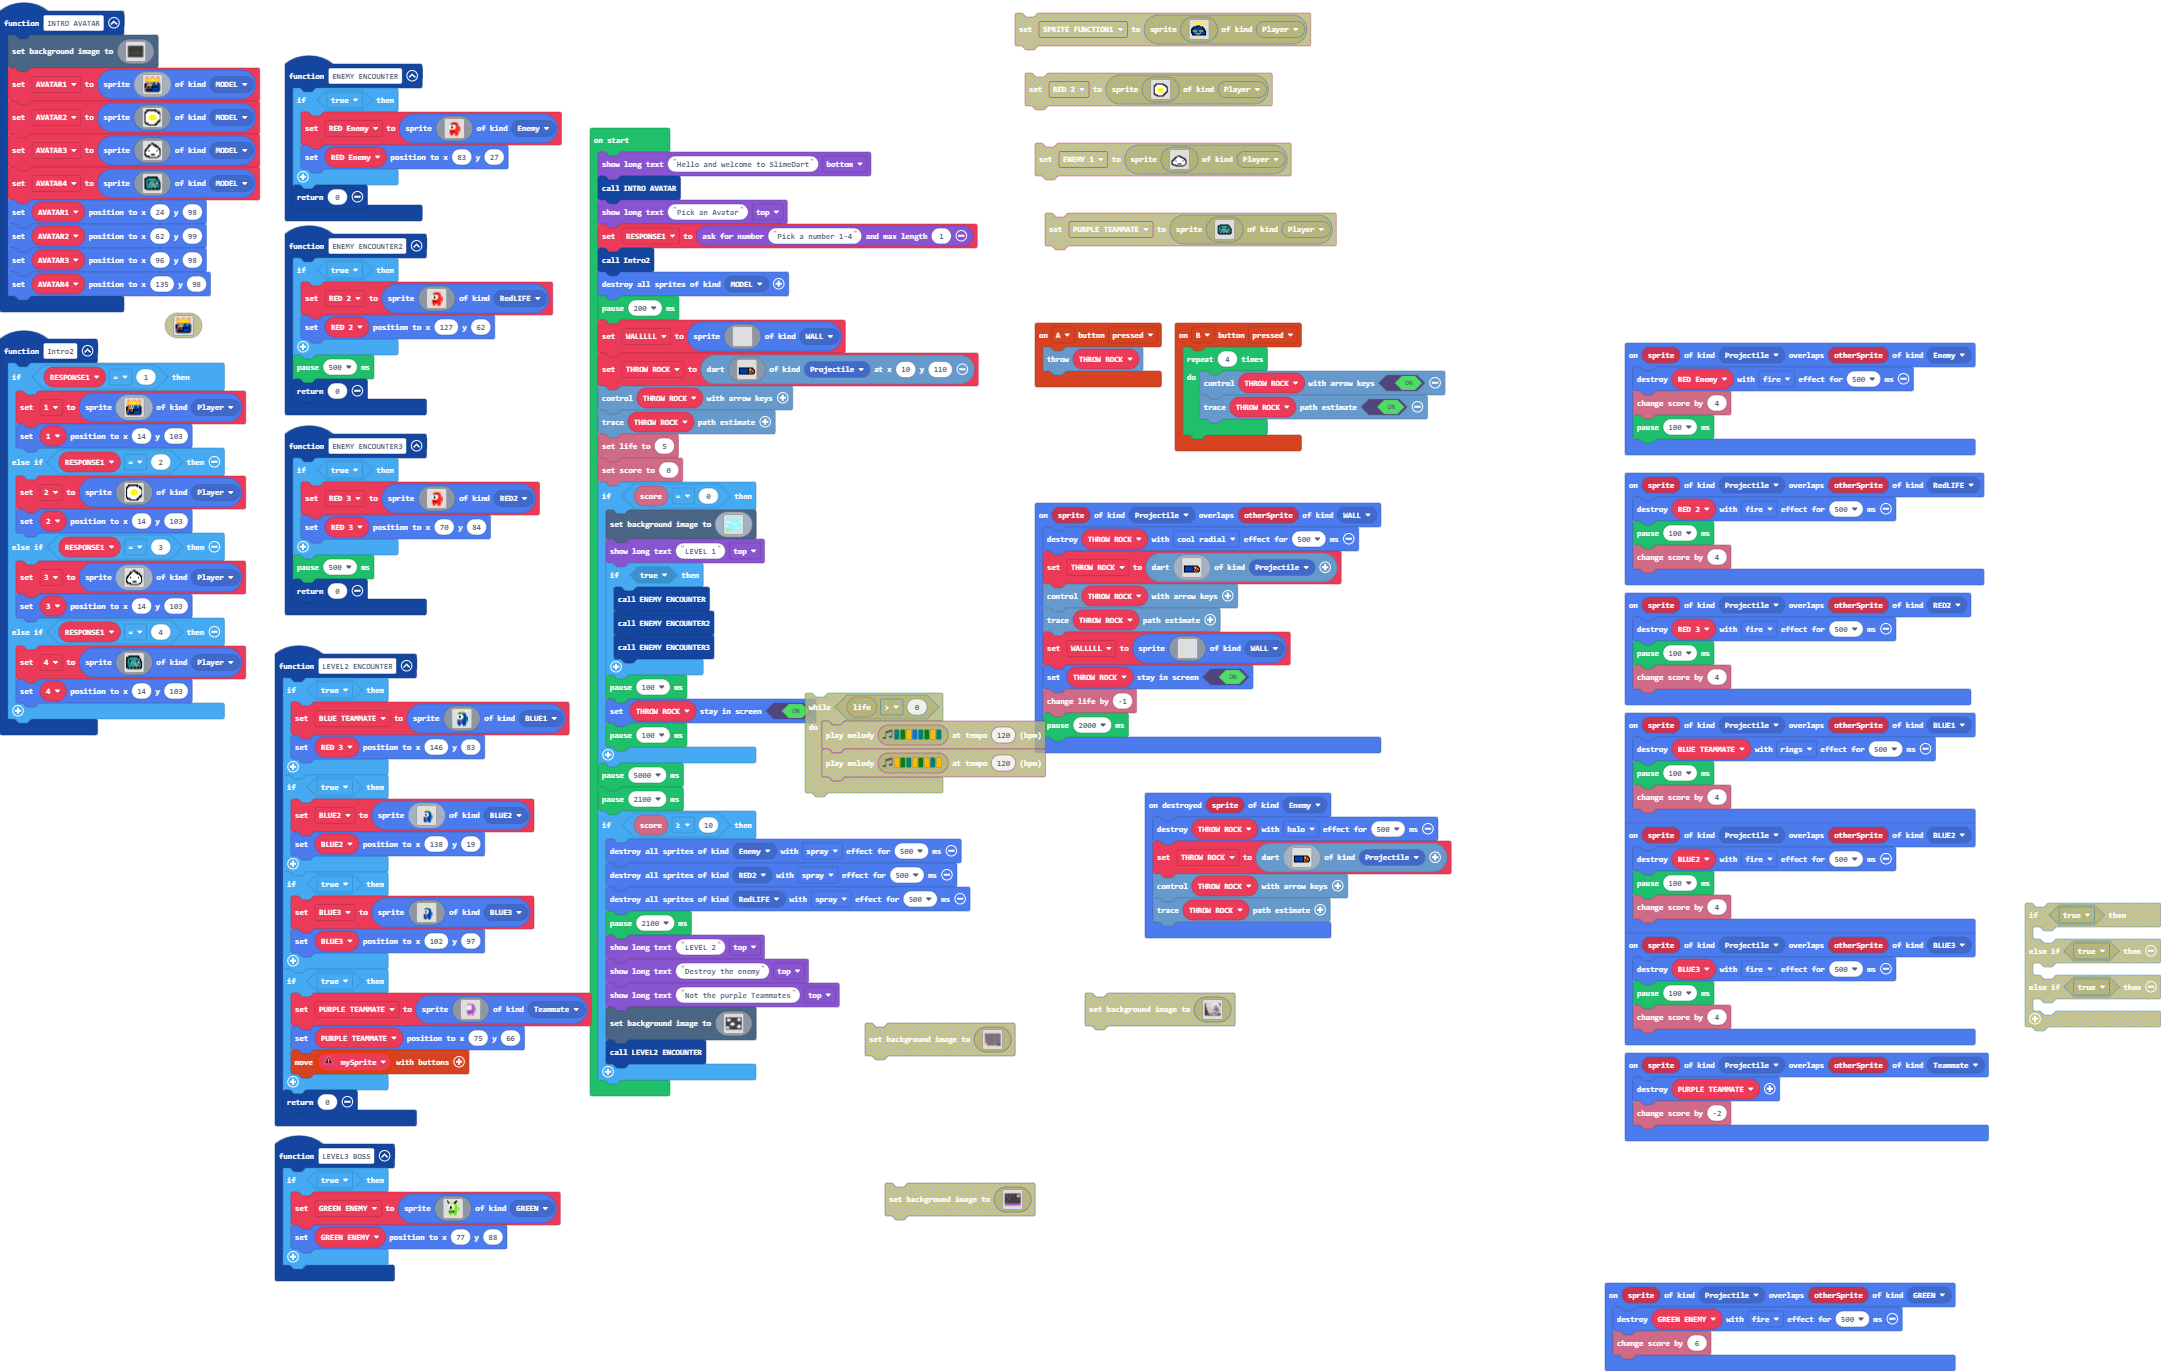 function INTRO AVATAR
set background image to
set AVATAR1 to sprite of kind MODEL
set AVATAR2 to sprite of kind MODEL
set AVATAR3 to sprite of kind MODEL
set AVATAR4 to sprite of kind MODEL
set AVATAR1 position to x 24 y 98
set AVATAR2 position to x 62 y 99
set AVATAR3 position to x 96 y 98
set AVATAR4 position to x 135 y 98
function Intro2
if RESPONSE1 = 1 then
set 1 to sprite of kind Player
set 1 position to x 14 y 103
else if RESPONSE1 = 2 then
set 2 to sprite of kind Player
set 2 position to x 14 y 103
else if RESPONSE1 = 3 then
set 3 to sprite of kind Player
set 3 position to x 14 y 103
else if RESPONSE1 = 4 then
set 4 to sprite of kind Player
set 4 position to x 14 y 103
function ENEMY ENCOUNTER
if true then
set RED Enemy to sprite of kind Enemy
set RED Enemy position to x 83 y 27
return 0
function ENEMY ENCOUNTER2
if true then
set RED 2 to sprite of kind RedLIFE
set RED 2 position to x 127 y 62
pause 500 ms
return 0
function ENEMY ENCOUNTER3
if true then
set RED 3 to sprite of kind RED2
set RED 3 position to x 70 y 84
pause 500 ms
return 0
function LEVEL2 ENCOUNTER
if true then
set BLUE TEAMMATE to sprite of kind BLUE1
set RED 3 position to x 146 y 83
if true then
set BLUE2 to sprite of kind BLUE2
set BLUE2 position to x 138 y 19
if true then
set BLUE3 to sprite of kind BLUE3
set BLUE3 position to x 102 y 97
if true then
set PURPLE TEAMMATE to sprite of kind Teammate
set PURPLE TEAMMATE position to x 75 y 66
move mySprite with buttons
return 0
function LEVEL3 BOSS
if true then
set GREEN ENEMY to sprite of kind GREEN
set GREEN ENEMY position to x 77 y 88
on start
show long text "Hello and welcome to SlimeDart" bottom
call INTRO AVATAR
show long text "Pick an Avatar" top
set RESPONSE1 to ask for number "Pick a number 1-4" and max length 1
call Intro2
destroy all sprites of kind MODEL
pause 200 ms
set WALLLLL to sprite of kind WALL
set THROW ROCK to dart of kind Projectile at x 10 y 110
control THROW ROCK with arrow keys
trace THROW ROCK path estimate
set life to 5
set score to 0
if score = 0 then
set background image to
show long text "LEVEL 1" top
if true then
call ENEMY ENCOUNTER
call ENEMY ENCOUNTER2
call ENEMY ENCOUNTER3
pause 100 ms
set THROW ROCK stay in screen ON
pause 100 ms
pause 5000 ms
pause 2100 ms
if score ≥ 10 then
destroy all sprites of kind Enemy with spray effect for 500 ms
destroy all sprites of kind RED2 with spray effect for 500 ms
destroy all sprites of kind RedLIFE with spray effect for 500 ms
pause 2100 ms
show long text "LEVEL 2" top
show long text "Destroy the enemy" top
show long text "Not the purple Teammates" top
set background image to
call LEVEL2 ENCOUNTER
while life > 0
do
play melody at tempo 120 (bpm)
play melody at tempo 120 (bpm)
set background image to
set background image to
set background image to
set SPRITE FUNCTION1 to sprite of kind Player
set RED 2 to sprite of kind Player
set ENEMY 1 to sprite of kind Player
set PURPLE TEAMMATE to sprite of kind Player
on A button pressed
throw THROW ROCK
on B button pressed
repeat 4 times
do
control THROW ROCK with arrow keys ON
trace THROW ROCK path estimate ON
on sprite of kind Projectile overlaps otherSprite of kind WALL
destroy THROW ROCK with cool radial effect for 500 ms
set THROW ROCK to dart of kind Projectile
control THROW ROCK with arrow keys
trace THROW ROCK path estimate
set WALLLLL to sprite of kind WALL
set THROW ROCK stay in screen ON
change life by -1
pause 2000 ms
on destroyed sprite of kind Enemy
destroy THROW ROCK with halo effect for 500 ms
set THROW ROCK to dart of kind Projectile
control THROW ROCK with arrow keys
trace THROW ROCK path estimate
on sprite of kind Projectile overlaps otherSprite of kind Enemy
destroy RED Enemy with fire effect for 500 ms
change score by 4
pause 100 ms
on sprite of kind Projectile overlaps otherSprite of kind RedLIFE
destroy RED 2 with fire effect for 500 ms
pause 100 ms
change score by 4
on sprite of kind Projectile overlaps otherSprite of kind RED2
destroy RED 3 with fire effect for 500 ms
pause 100 ms
change score by 4
on sprite of kind Projectile overlaps otherSprite of kind BLUE1
destroy BLUE TEAMMATE with rings effect for 500 ms
pause 100 ms
change score by 4
on sprite of kind Projectile overlaps otherSprite of kind BLUE2
destroy BLUE2 with fire effect for 500 ms
pause 100 ms
change score by 4
on sprite of kind Projectile overlaps otherSprite of kind BLUE3
destroy BLUE3 with fire effect for 500 ms
pause 100 ms
change score by 4
on sprite of kind Projectile overlaps otherSprite of kind Teammate
destroy PURPLE TEAMMATE
change score by -2
if true then
else if true then
else if true then
on sprite of kind Projectile overlaps otherSprite of kind GREEN
destroy GREEN ENEMY with fire effect for 500 ms
change score by 6